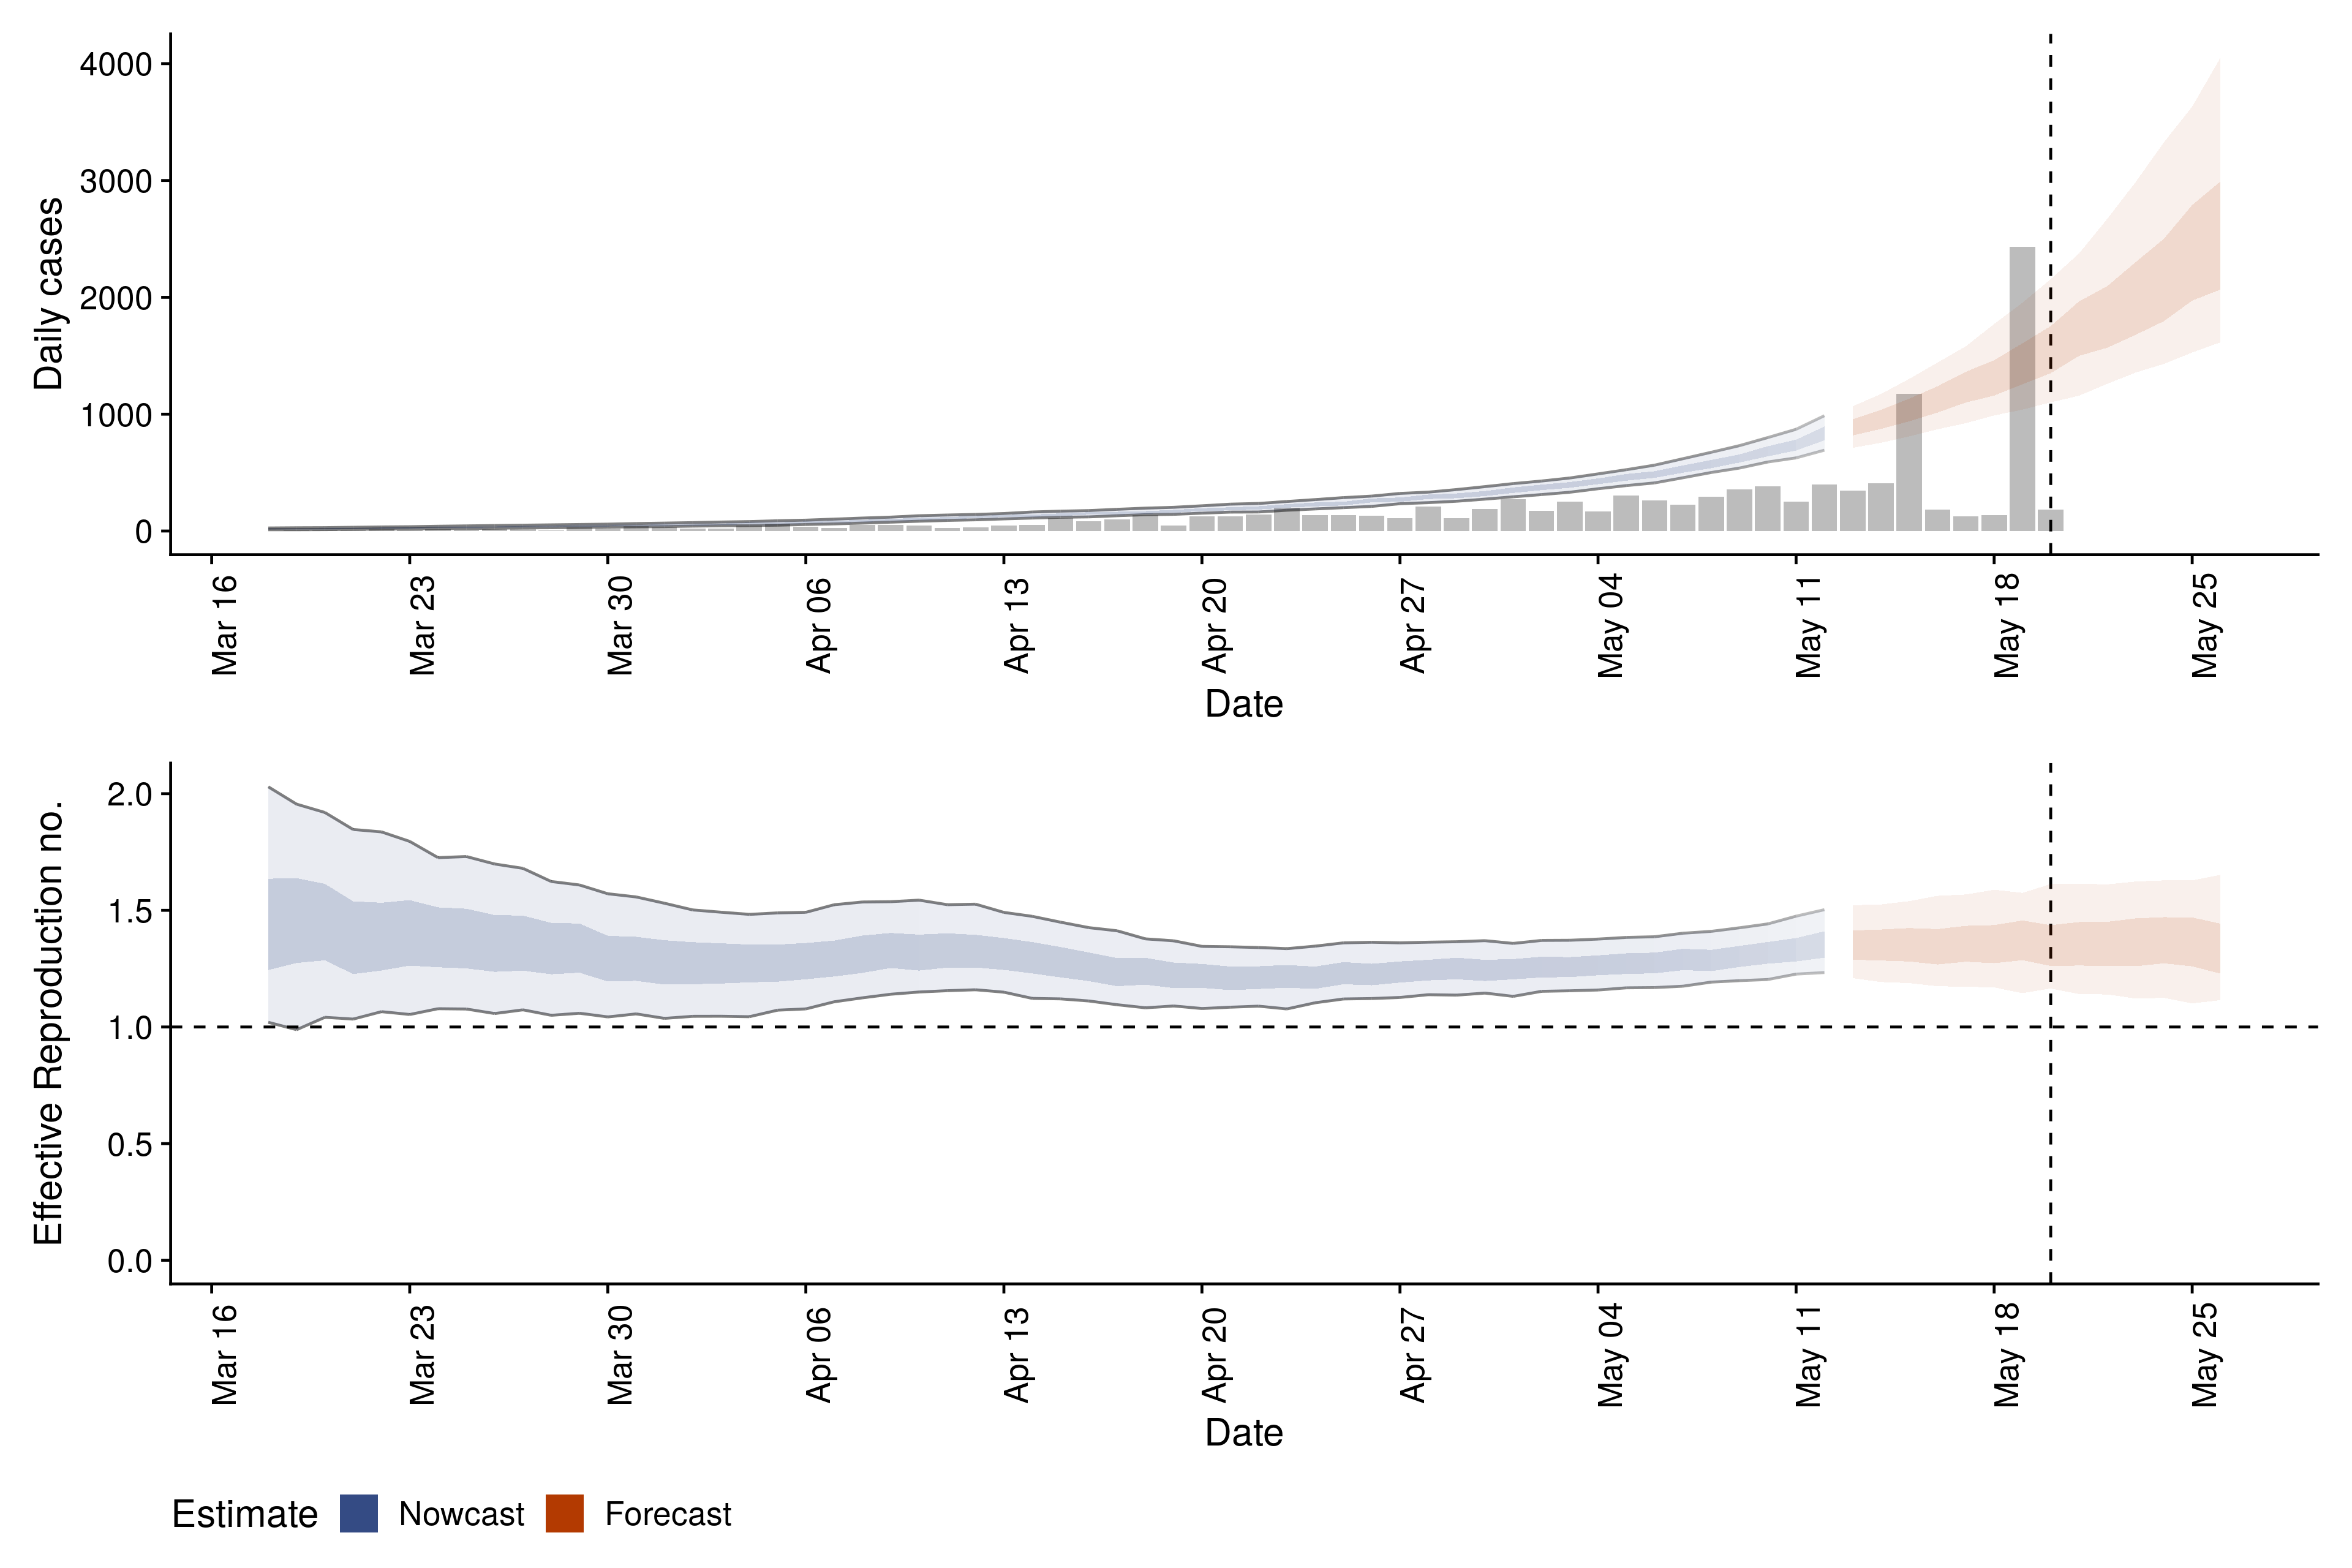 Daily cases
4000
3000
2000
1000
0
Mar 16
Mar 23
Mar 30
Apr 06
Apr 13
Apr 20
Apr 27
May 04
May 11
May 18
May 25
Date
Effective Reproduction no.
2.0
1.5
1.0
0.5
0.0
Mar 16
Mar 23
Mar 30
Apr 06
Apr 13
Apr 20
Apr 27
May 04
May 11
May 18
May 25
Date
Estimate Nowcast Forecast